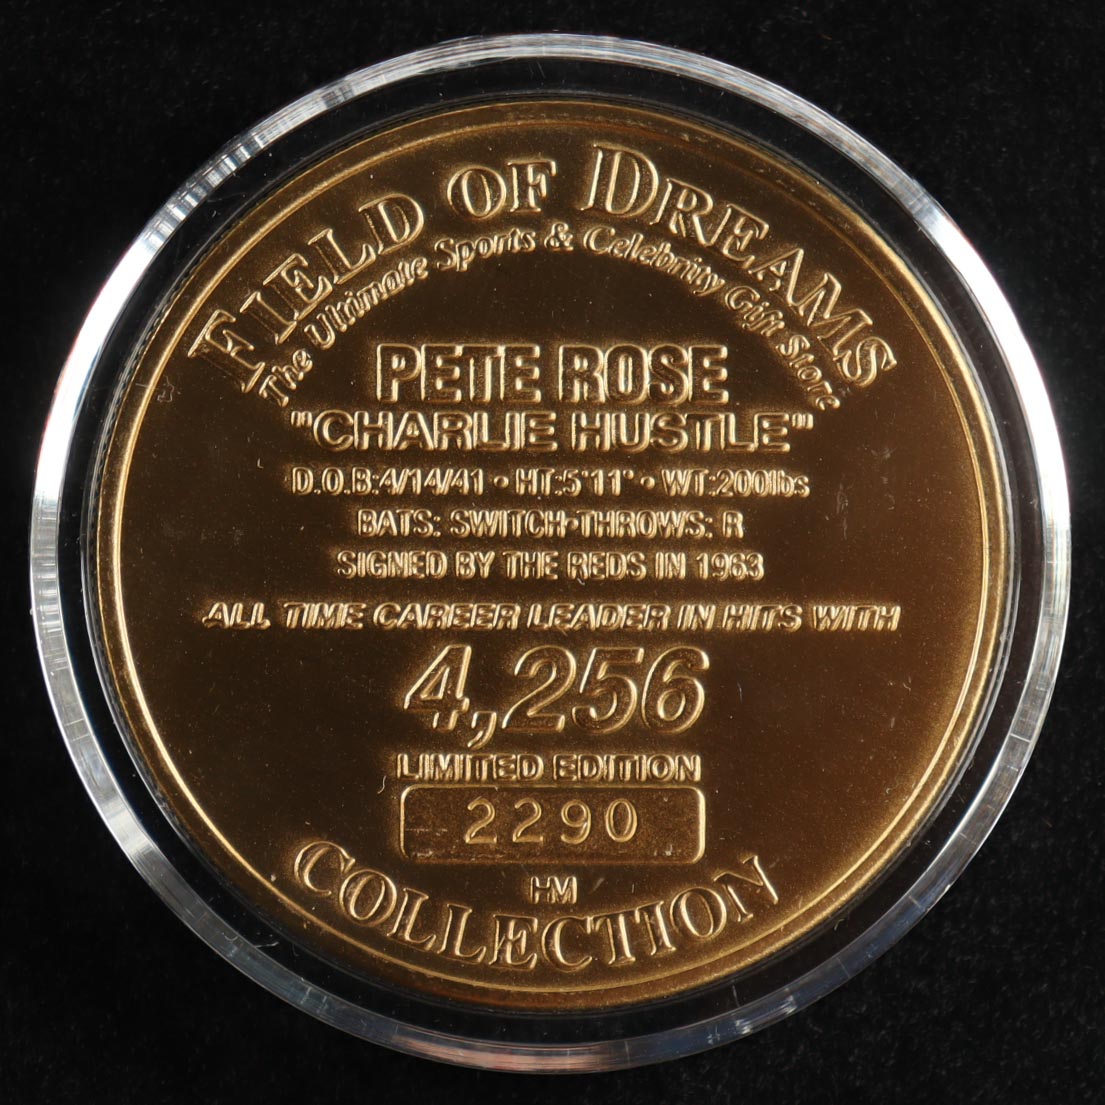 FIELD OF DREAMS
The Ultimate Sports & Celebrity Gift Store
PETE ROSE
"CHARLIE HUSTLE"
D.O.B:4/14/41 • HT:5'11" • WT:200lbs
BATS: SWITCH•THROWS: R
SIGNED BY THE REDS IN 1963
ALL TIME CAREER LEADER IN HITS WITH
4,256
LIMITED EDITION
2290
HM
COLLECTION